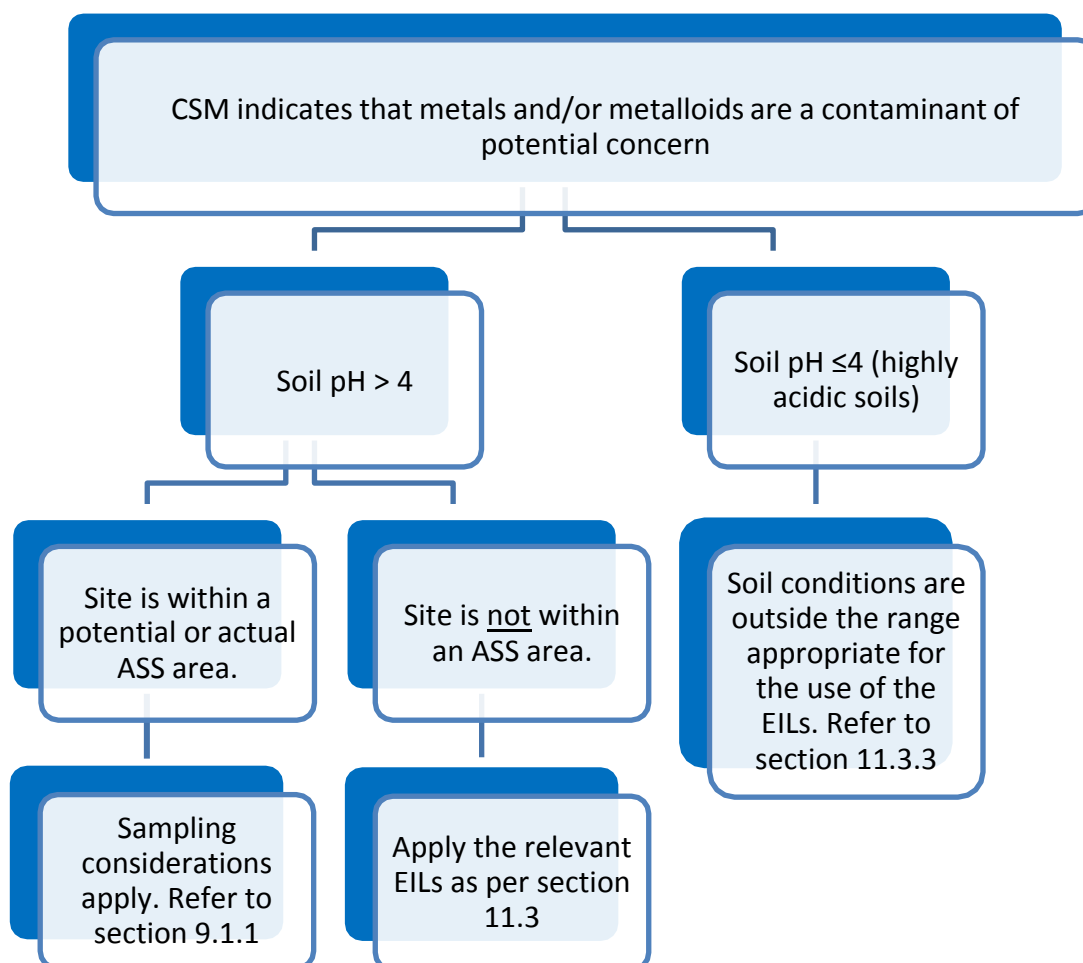 CSM indicates that metals and/or metalloids are a contaminant of
potential concern
Soil pH > 4
Soil pH ≤4 (highly
acidic soils)
Site is within a
potential or actual
ASS area.
Site is not within
an ASS area.
Soil conditions are
outside the range
appropriate for
the use of the
EILs. Refer to
section 11.3.3
Sampling
considerations
apply. Refer to
section 9.1.1
Apply the relevant
EILs as per section
11.3